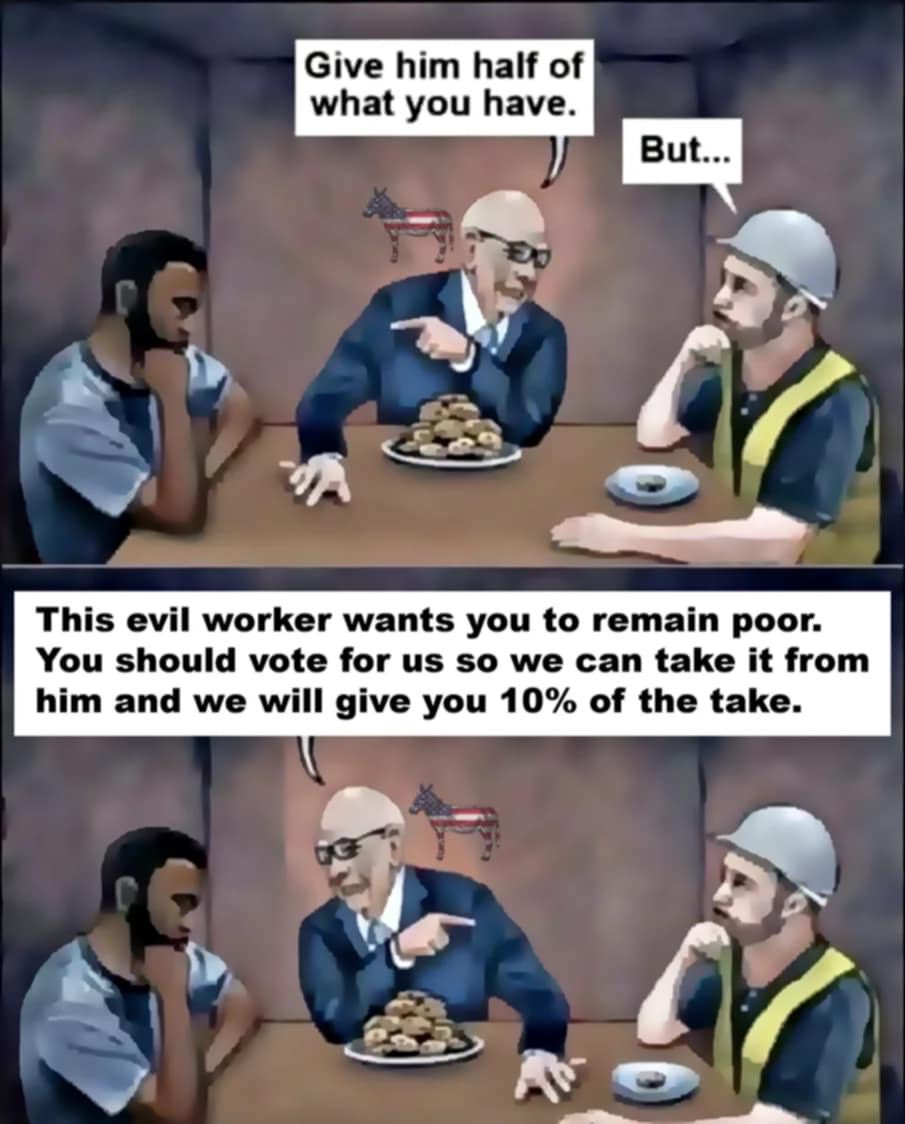 Give him half of
what you have.
But...
This evil worker wants you to remain poor.
You should vote for us so we can take it from
him and we will give you 10% of the take.